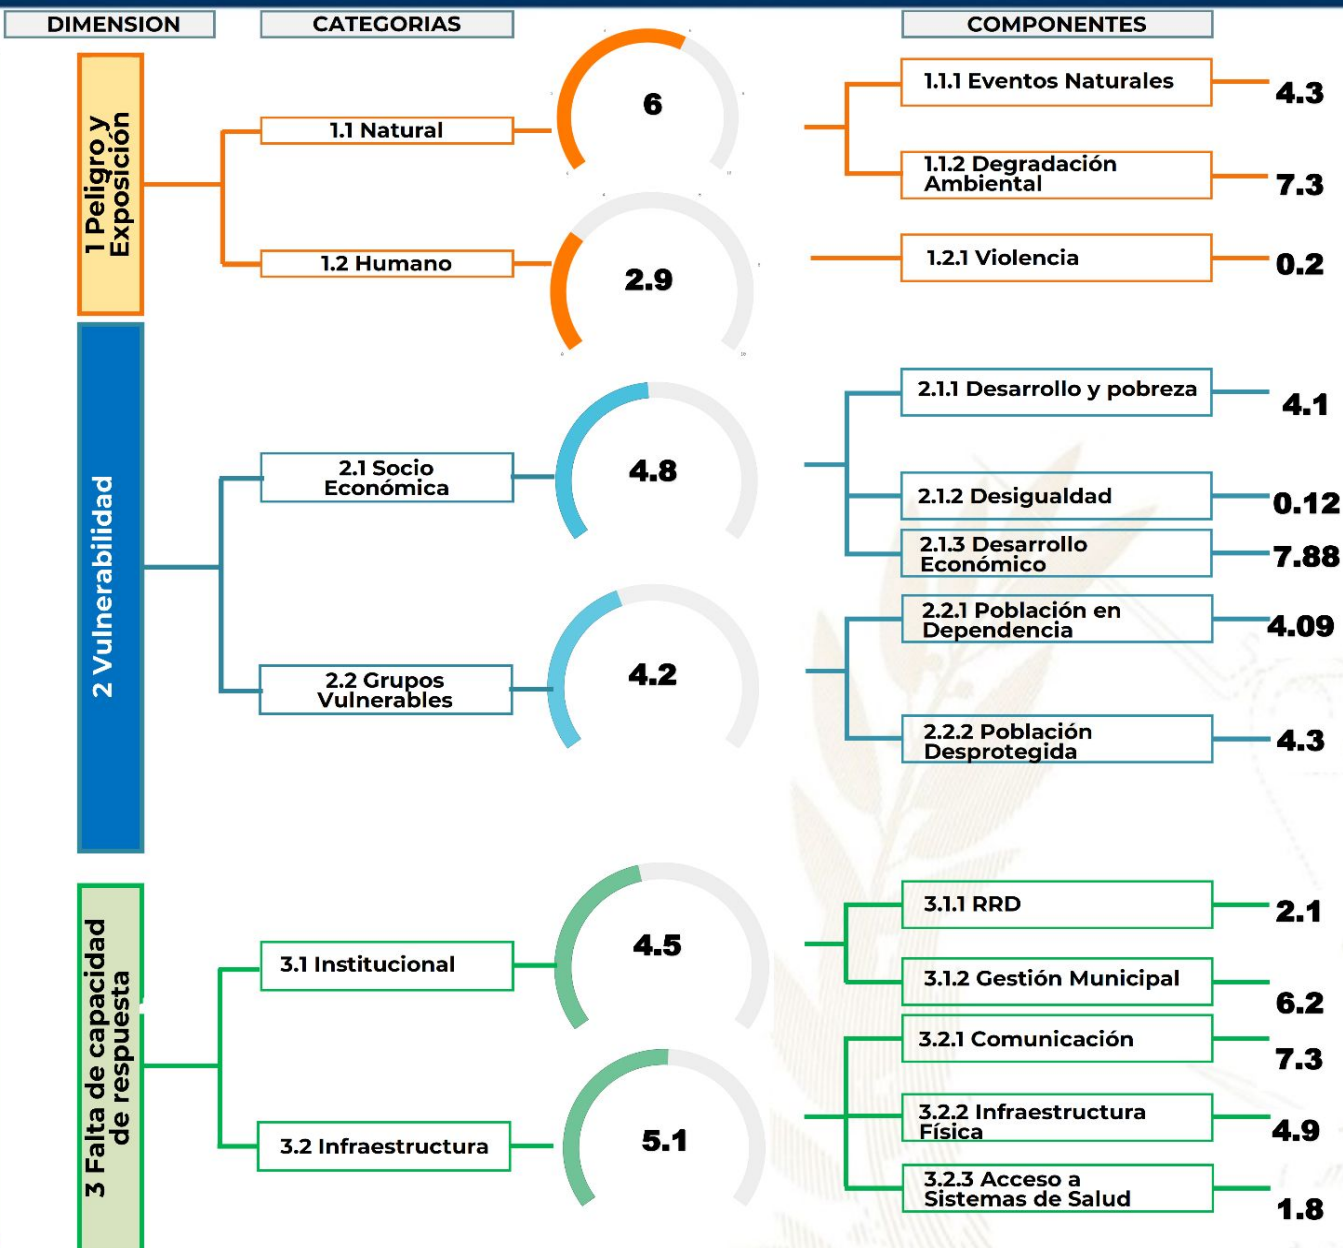 DIMENSION
CATEGORIAS
COMPONENTES
1 Peligro y
Exposición
1.1 Natural
6
1.1.1 Eventos Naturales
4.3
1.1.2 Degradación
Ambiental
7.3
1.2 Humano
2.9
1.2.1 Violencia
0.2
2 Vulnerabilidad
2.1 Socio
Económica
4.8
2.1.1 Desarrollo y pobreza
4.1
2.1.2 Desigualdad
0.12
2.1.3 Desarrollo
Económico
7.88
2.2 Grupos
Vulnerables
4.2
2.2.1 Población en
Dependencia
4.09
2.2.2 Población
Desprotegida
4.3
3 Falta de capacidad
de respuesta
3.1 Institucional
4.5
3.1.1 RRD
2.1
3.1.2 Gestión Municipal
6.2
3.2 Infraestructura
5.1
3.2.1 Comunicación
7.3
3.2.2 Infraestructura
Física
4.9
3.2.3 Acceso a
Sistemas de Salud
1.8